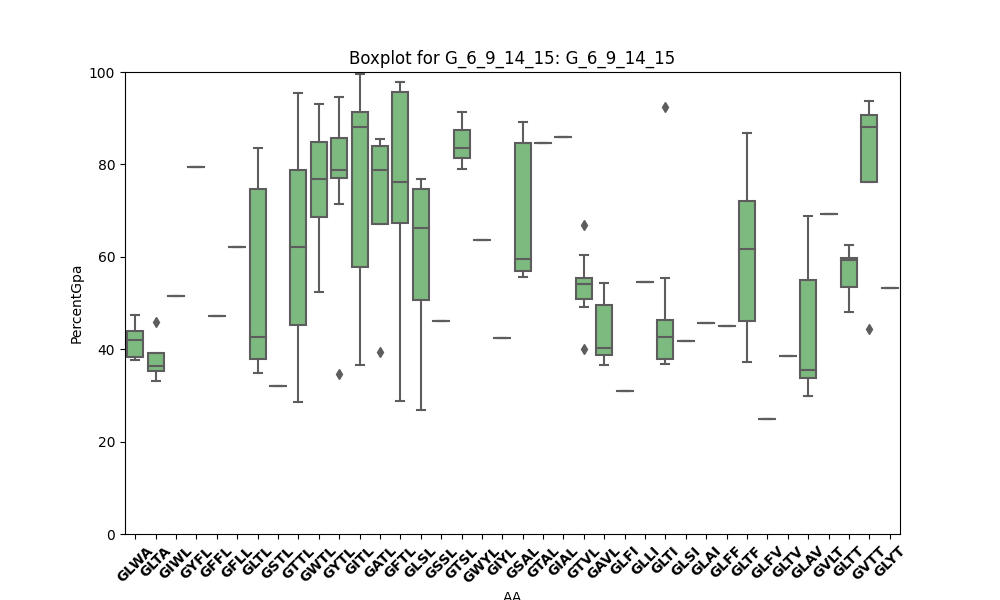 Boxplot for G_6_9_14_15: G_6_9_14_15
100
80
60
40
20
0
PercentGpa
GLWA
GLTA
GIWL
GYFL
GFFL
GFLL
GLTL
GSTL
GTTL
GWTL
GYTL
GITL
GATL
GFTL
GLSL
GSSL
GTSL
GWYL
GIYL
GSAL
GTAL
GIAL
GTVL
GAVL
GLFI
GLLI
GLTI
GLSI
GLAI
GLFF
GLTF
GLFV
GLTV
GLAV
GVLT
GLTT
GVTT
GLYT
AA